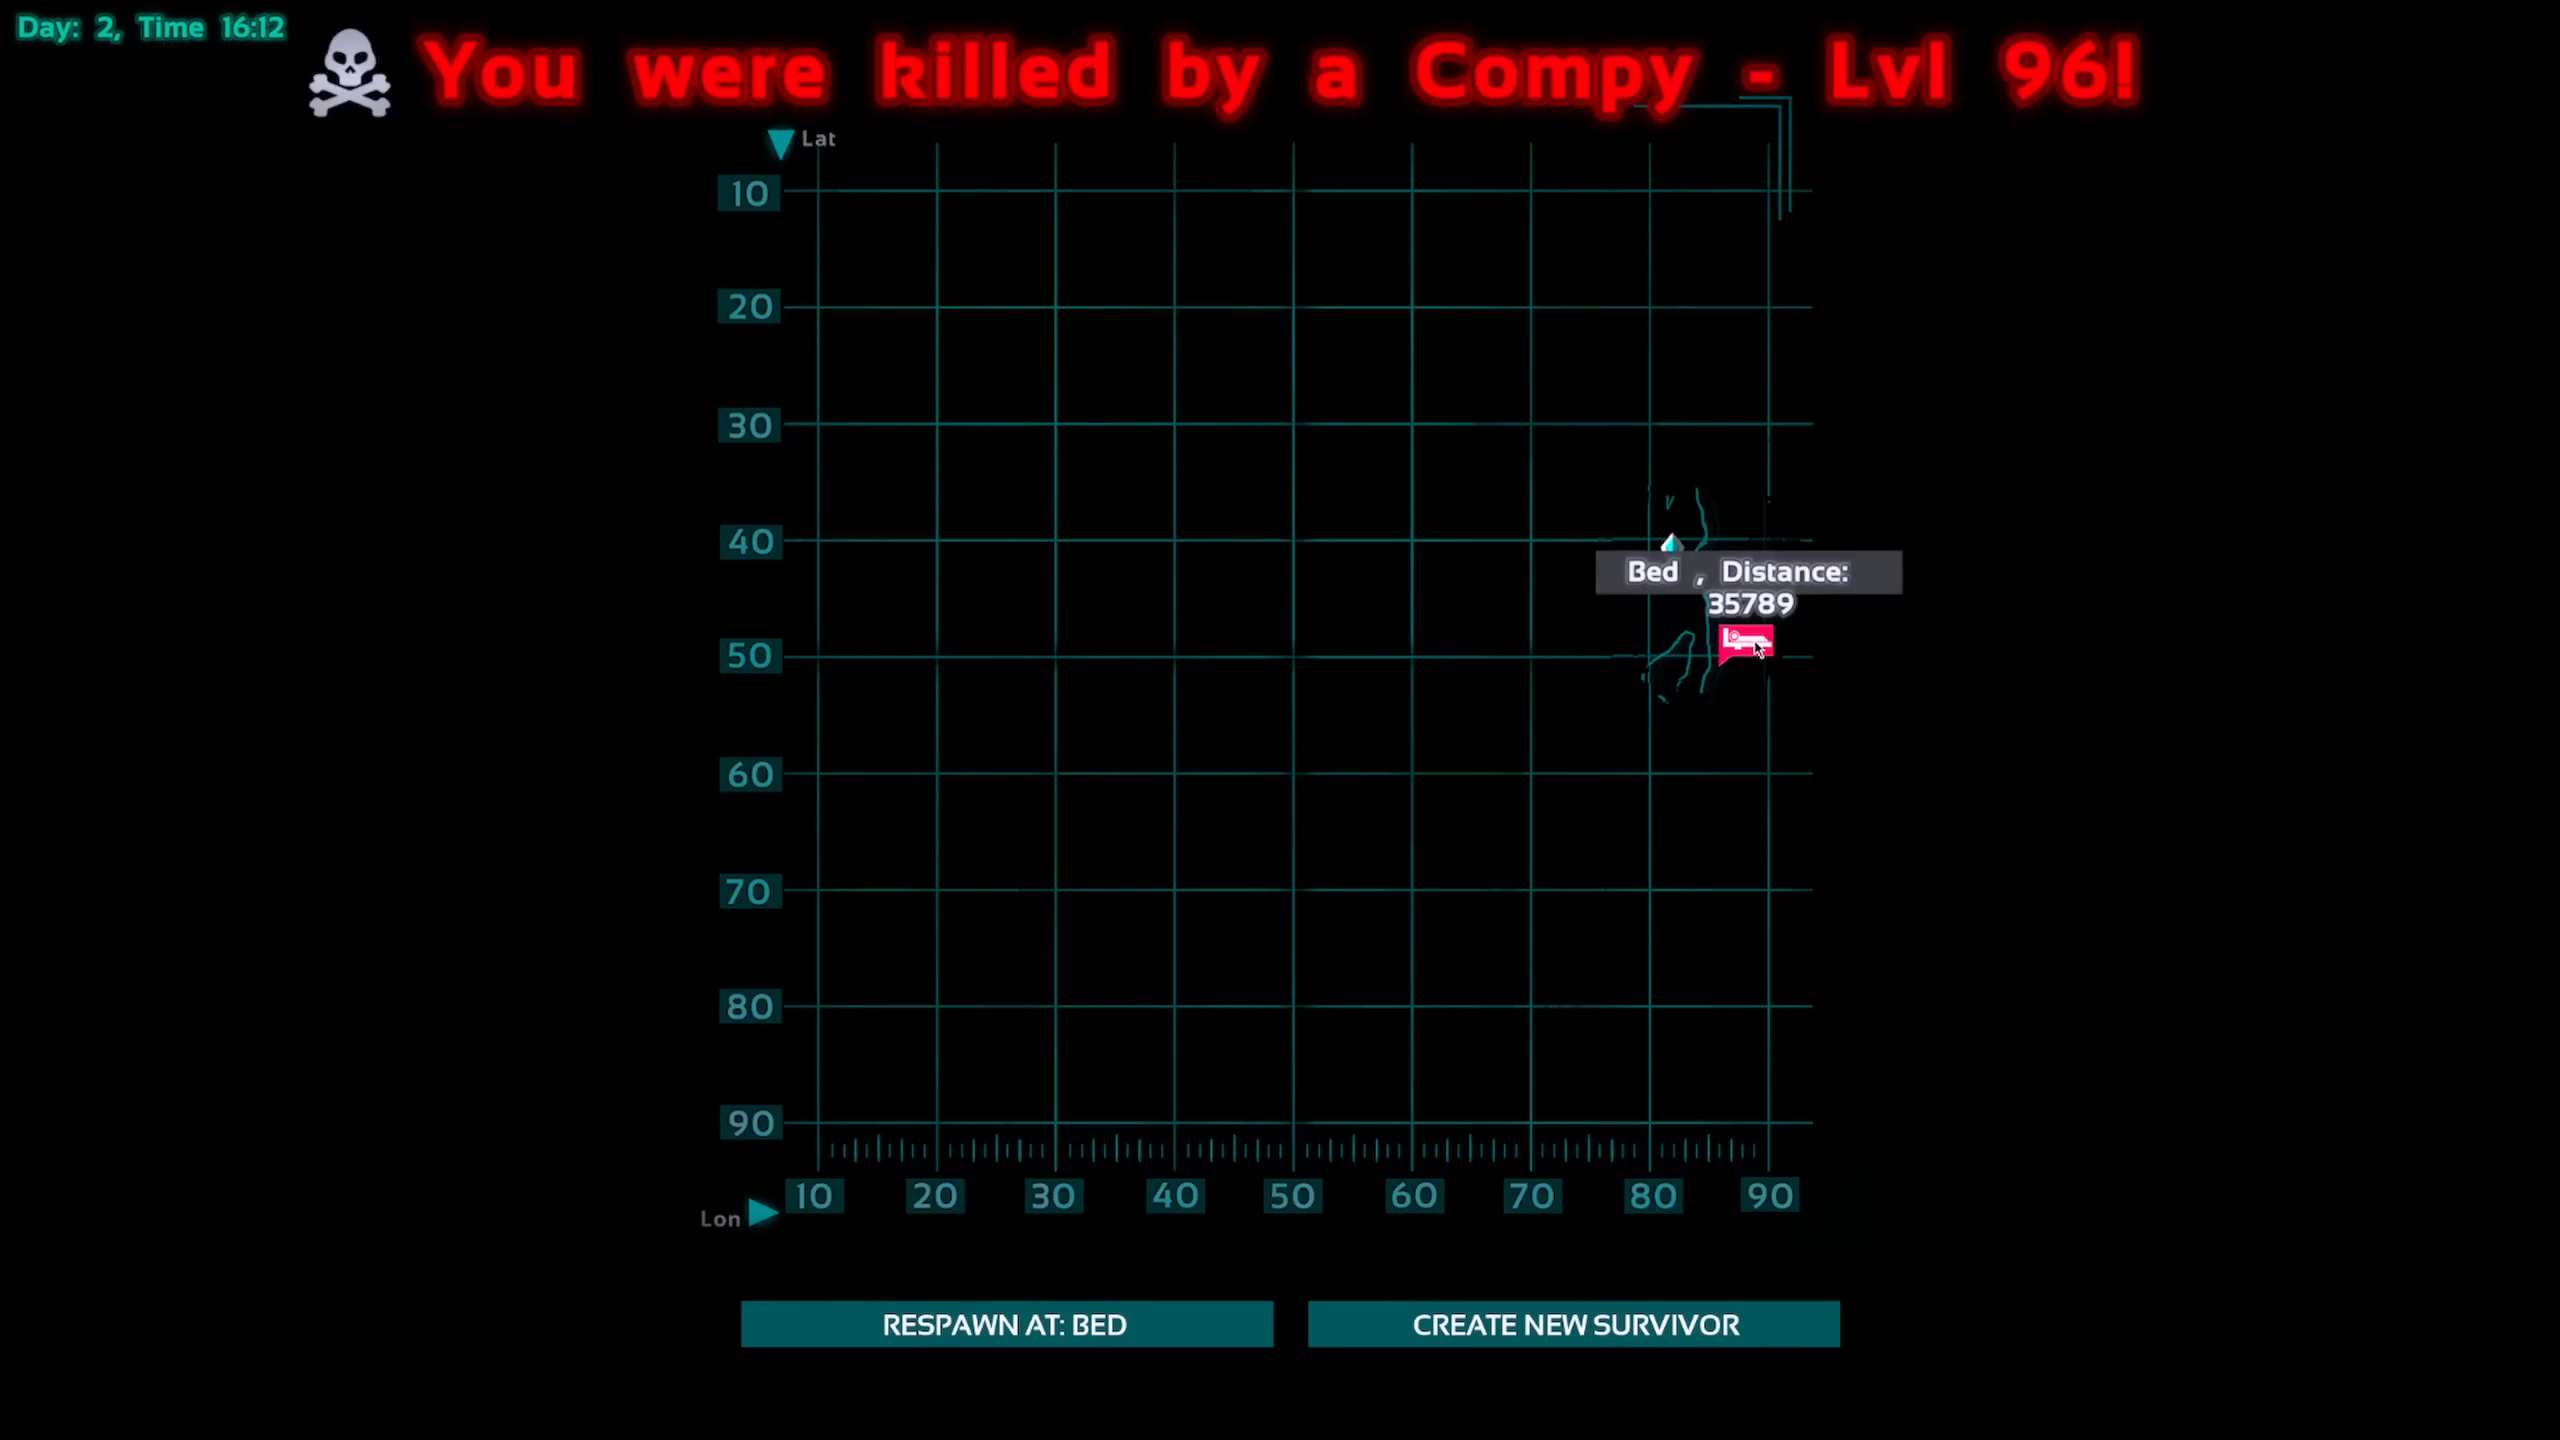 Day: 2, Time 16:12
You were killed by a Compy - Lvl 96!
Lat
10
20
30
40
Bed , Distance:
35789
50
60
70
80
90
10 20 30 40 50 60 70 80 90
Lon
RESPAWN AT: BED
CREATE NEW SURVIVOR